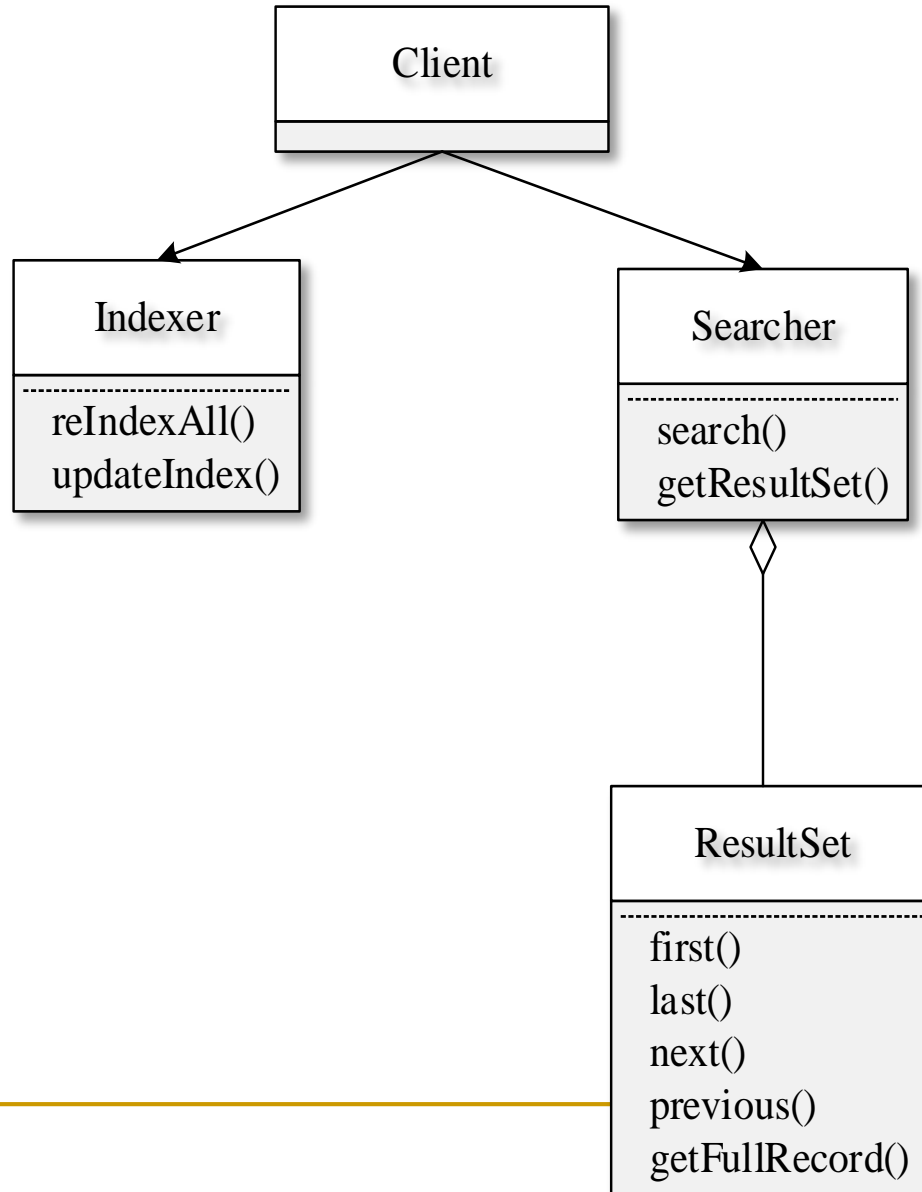 Client
Indexer
reIndexAll()
updateIndex()
Searcher
search()
getResultSet()
ResultSet
first()
last()
next()
previous()
getFullRecord()